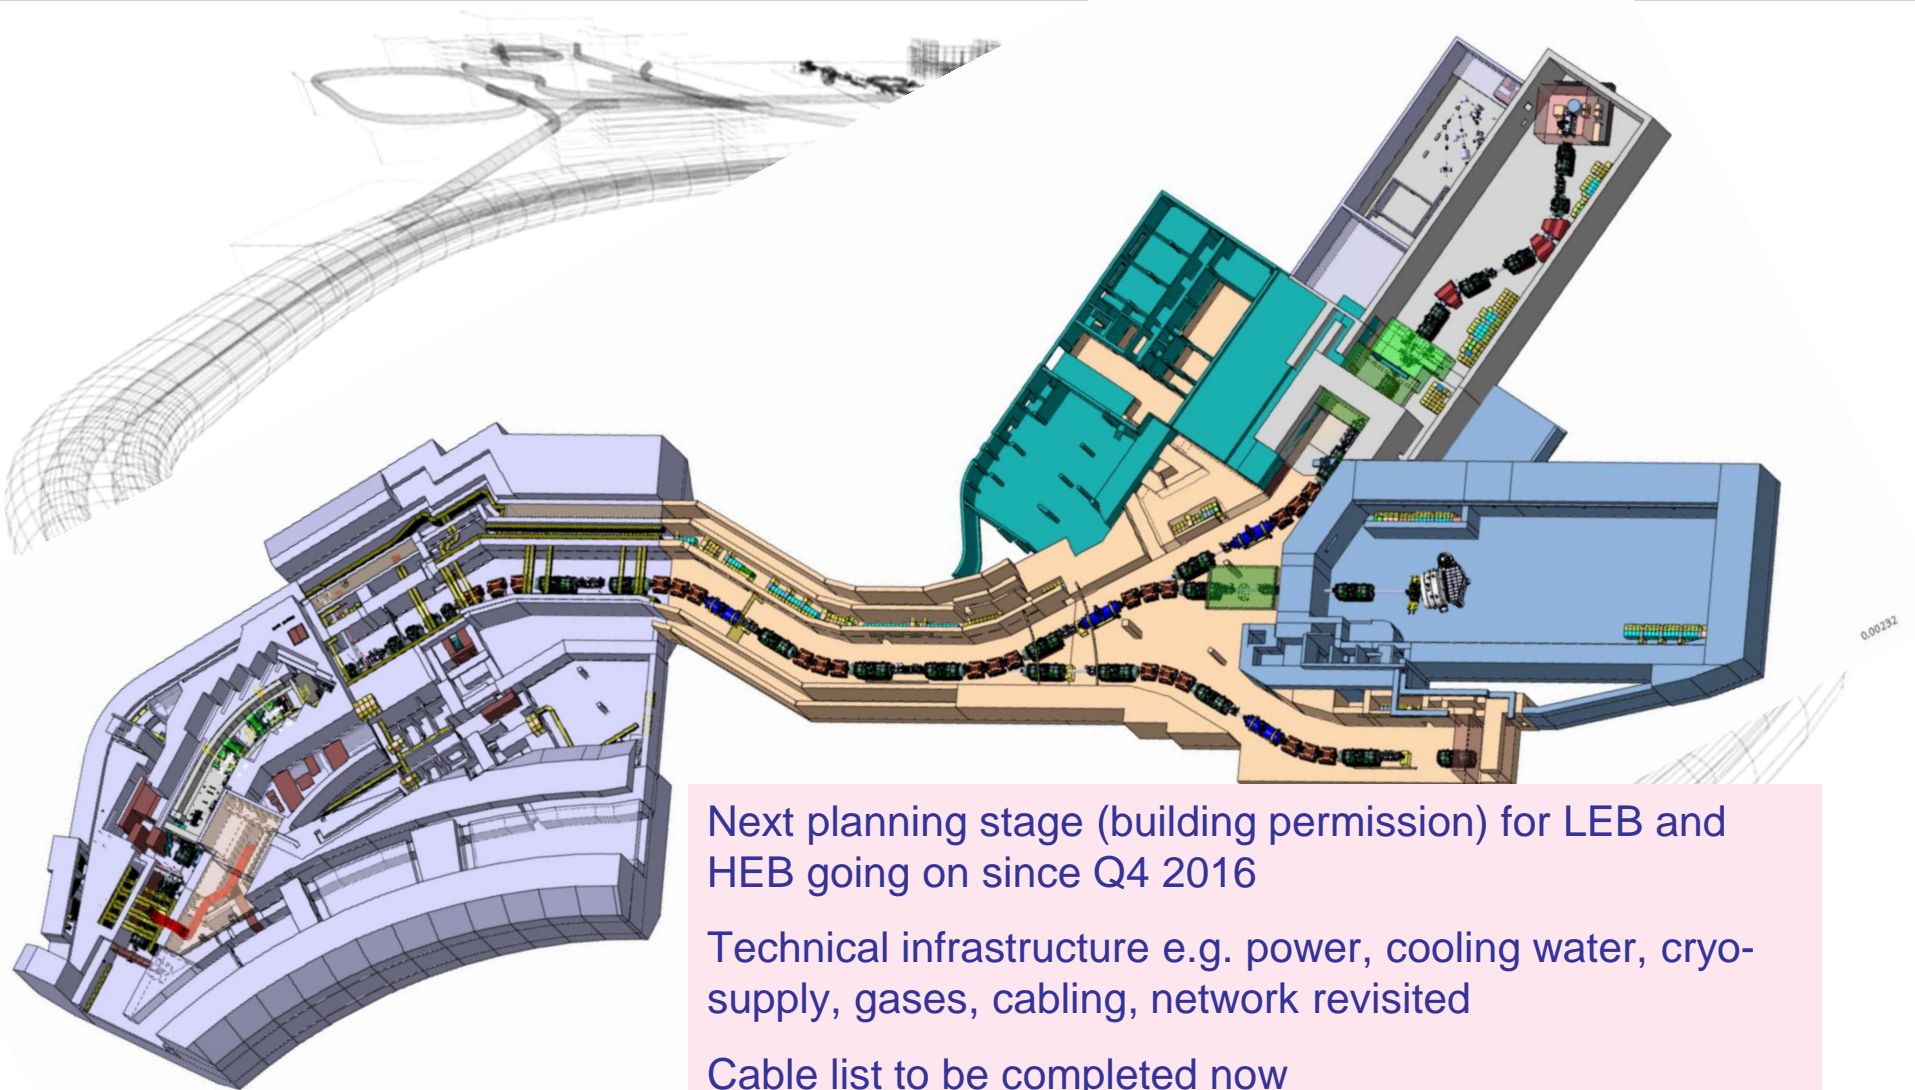 0,00232
Next planning stage (building permission) for LEB and
HEB going on since Q4 2016
Technical infrastructure e.g. power, cooling water, cryo-
supply, gases, cabling, network revisited
Cable list to be completed now